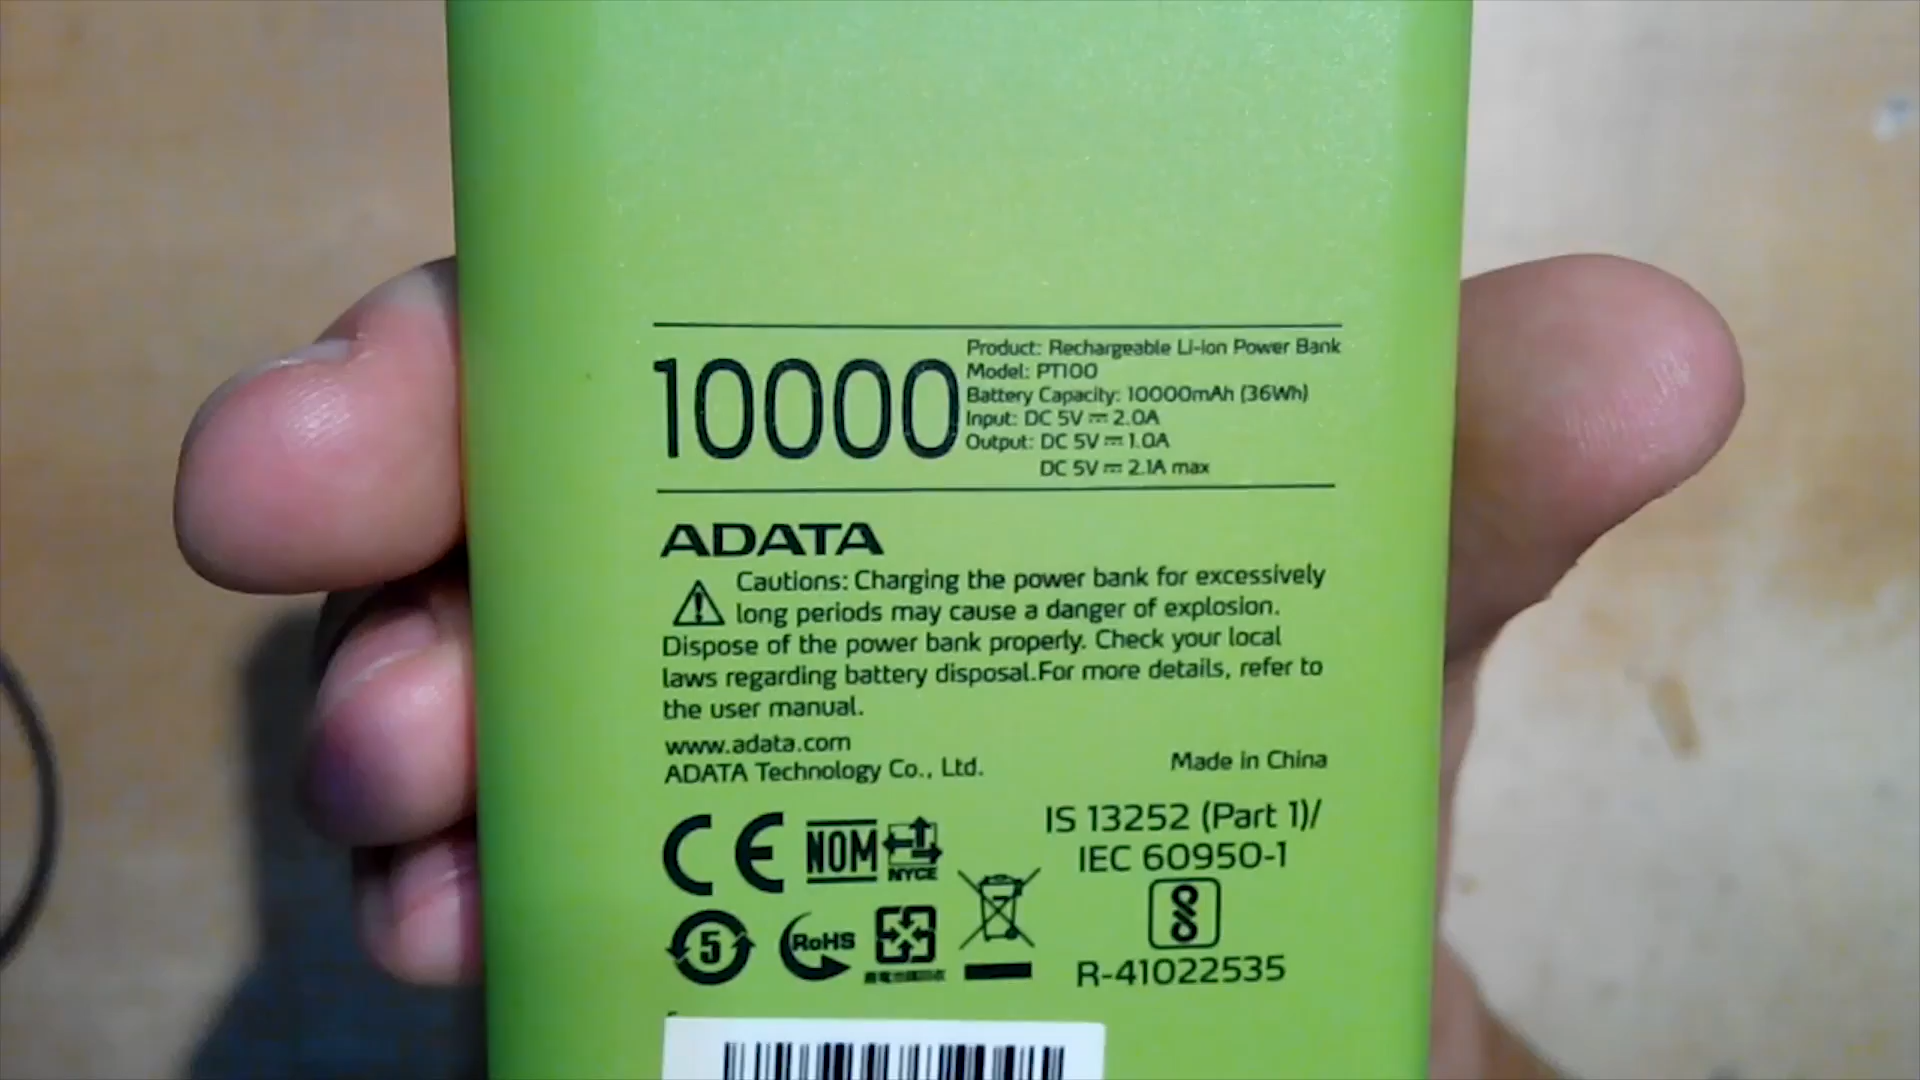 10000
Product: Rechargeable Li-ion Power Bank
Model: PT100
Battery Capacity: 10000mAh (36Wh)
Input: DC 5V ⎓ 2.0A
Output: DC 5V ⎓ 1.0A
DC 5V ⎓ 2.1A max
ADATA
Cautions: Charging the power bank for excessively
long periods may cause a danger of explosion.
Dispose of the power bank properly. Check your local
laws regarding battery disposal.For more details, refer to
the user manual.
www.adata.com
ADATA Technology Co., Ltd.
Made in China
CE NOM NYCE
IS 13252 (Part 1)/
IEC 60950-1
5 RoHS
R-41022535